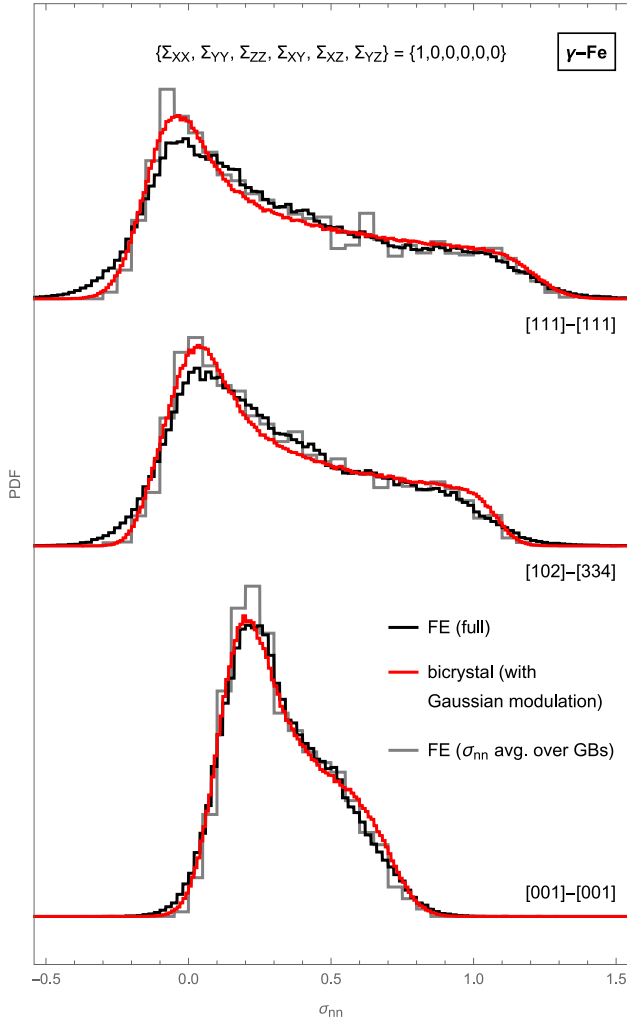 {ΣXX, ΣYY, ΣZZ, ΣXY, ΣXZ, ΣYZ} = {1,0,0,0,0,0}
γ–Fe
[111]–[111]
[102]–[334]
PDF
FE (full)
bicrystal (with
Gaussian modulation)
FE (σnn avg. over GBs)
[001]–[001]
−0.5 0.0 0.5 1.0 1.5
σnn